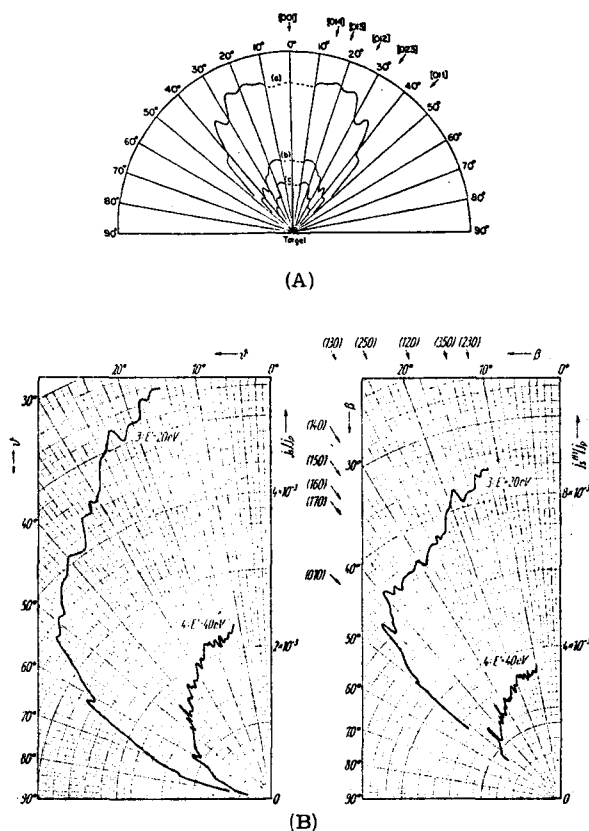 [001]
[014]
[013]
[012]
[023]
[011]
40° 30° 20° 10° 0° 10° 20° 30° 40°
50° 50°
60° 60°
70° 70°
80° 80°
90° 90°
(a)
(b)
Target
(A)
(130) (250) (120) (350) (230)
20° 10° 0°
ϑ
20° 10° 0°
β
30°
ϑ
3:E'=20eV
4×10⁻³
40°
50°
4:E'=40eV
2×10⁻³
60°
70°
80°
90° 0
(140)
(150)
(160)
(170)
(010)
β
30°
3:E'=20eV
8×10⁻³
40°
50°
4:E'=40eV
4×10⁻³
60°
70°
80°
90° 0
(B)